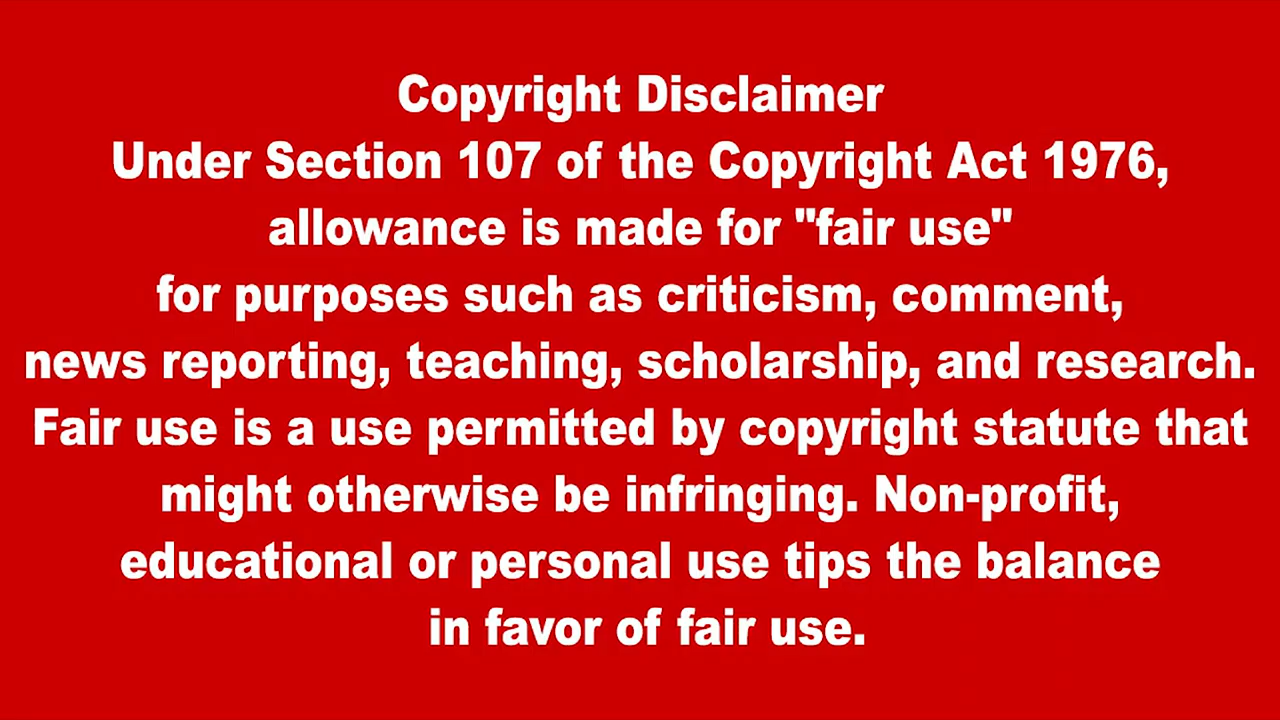 Copyright Disclaimer
Under Section 107 of the Copyright Act 1976,
allowance is made for "fair use"
for purposes such as criticism, comment,
news reporting, teaching, scholarship, and research.
Fair use is a use permitted by copyright statute that
might otherwise be infringing. Non-profit,
educational or personal use tips the balance
in favor of fair use.